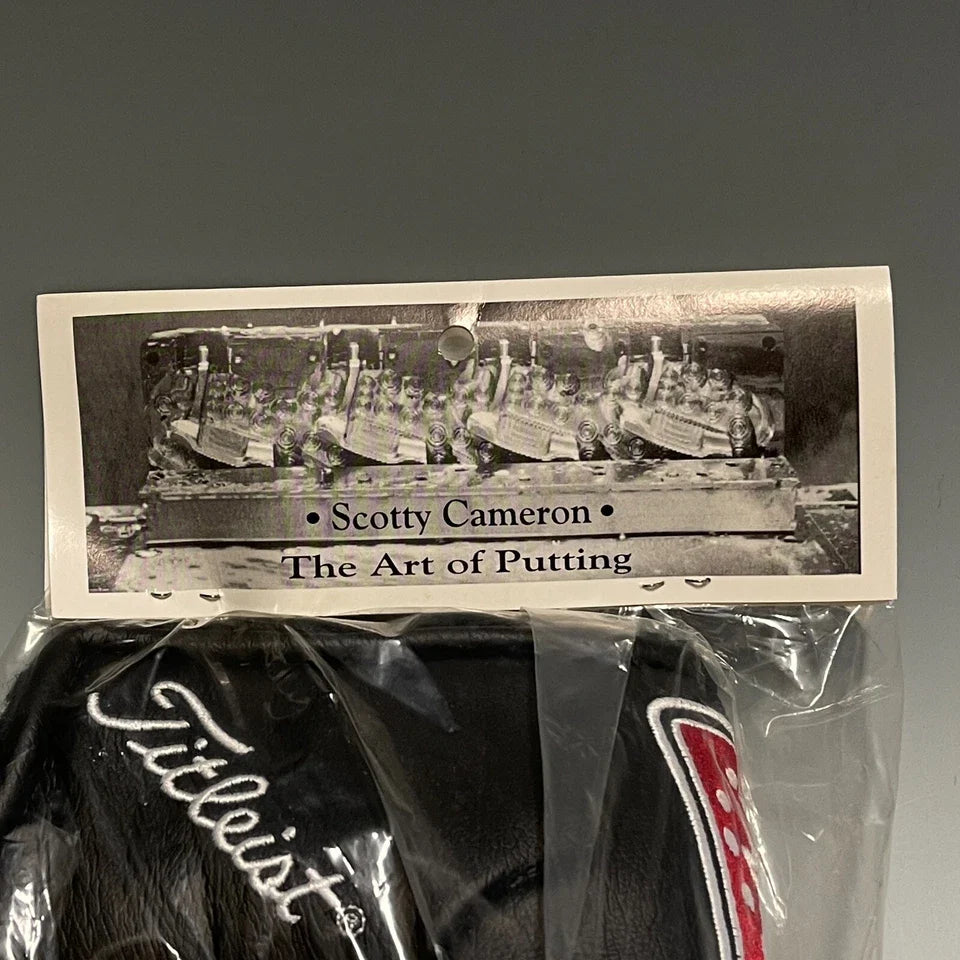 • Scotty Cameron •
The Art of Putting
Titleist ®